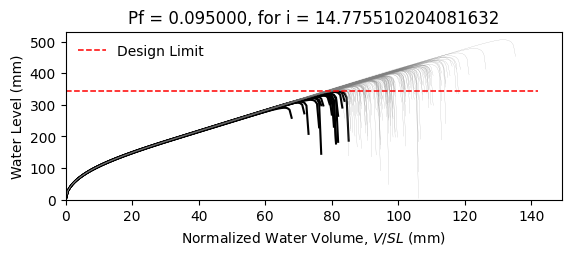 Pf = 0.095000, for i = 14.775510204081632
Water Level (mm)
500
400
300
200
100
0
Design Limit
0 20 40 60 80 100 120 140
Normalized Water Volume, V/SL (mm)